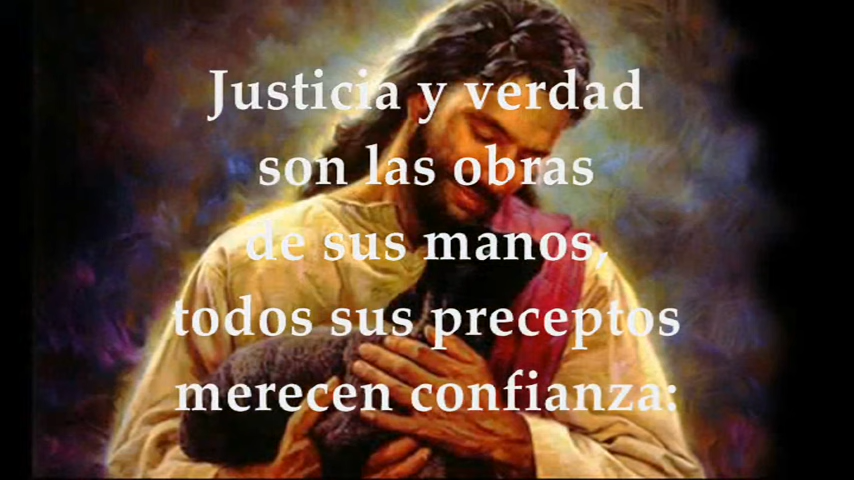 Justicia y verdad
son las obras
de sus manos,
todos sus preceptos
merecen confianza: